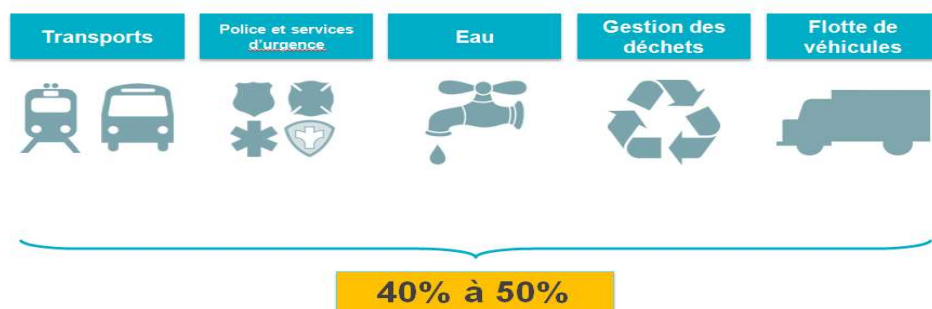 Transports
Police et services
d'urgence
Eau
Gestion des
déchets
Flotte de
véhicules
40% à 50%